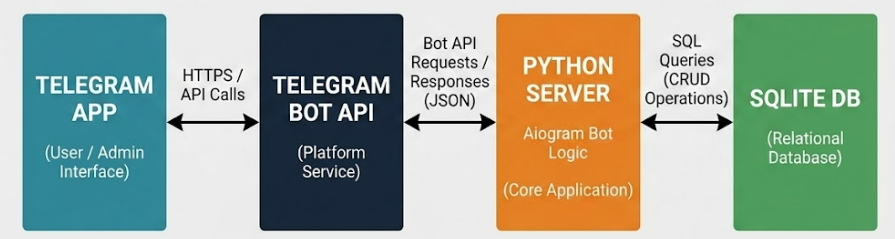 TELEGRAM
APP
(User / Admin
Interface)
HTTPS /
API Calls
TELEGRAM
BOT API
(Platform
Service)
Bot API
Requests /
Responses
(JSON)
PYTHON
SERVER
Aiogram Bot
Logic
(Core Application)
SQL
Queries
(CRUD
Operations)
SQLITE DB
(Relational
Database)